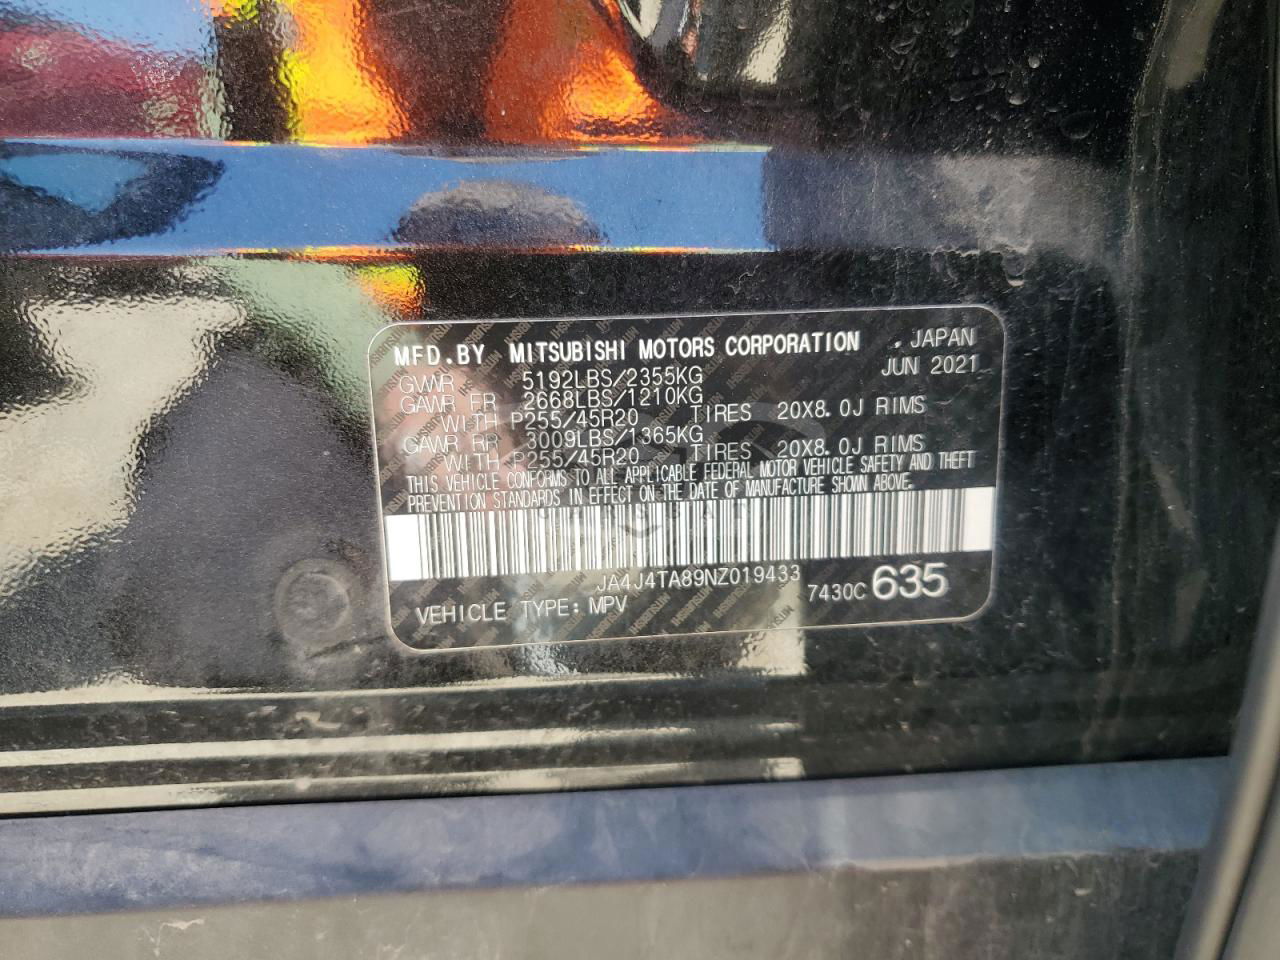 MFD.BY MITSUBISHI MOTORS CORPORATION . JAPAN
JUN 2021
GVWR 5192LBS/2355KG
GAWR FR 2668LBS/1210KG
WITH P255/45R20 TIRES 20X8.0J RIMS
GAWR RR 3009LBS/1365KG
WITH P255/45R20 TIRES 20X8.0J RIMS
THIS VEHICLE CONFORMS TO ALL APPLICABLE FEDERAL MOTOR VEHICLE SAFETY AND THEFT
PREVENTION STANDARDS IN EFFECT ON THE DATE OF MANUFACTURE SHOWN ABOVE.
JA4J4TA89NZ019433
7430C 635
VEHICLE TYPE: MPV